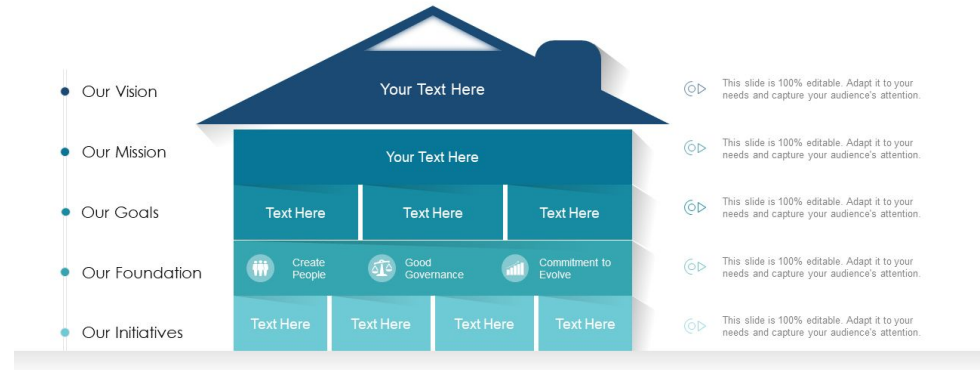 Our Vision
Your Text Here
This slide is 100% editable. Adapt it to your
needs and capture your audience's attention.
Our Mission
Your Text Here
This slide is 100% editable. Adapt it to your
needs and capture your audience's attention.
Our Goals
Text Here
Text Here
Text Here
This slide is 100% editable. Adapt it to your
needs and capture your audience's attention.
Our Foundation
Create
People
Good
Governance
Commitment to
Evolve
This slide is 100% editable. Adapt it to your
needs and capture your audience's attention.
Our Initiatives
Text Here
Text Here
Text Here
Text Here
This slide is 100% editable. Adapt it to your
needs and capture your audience's attention.